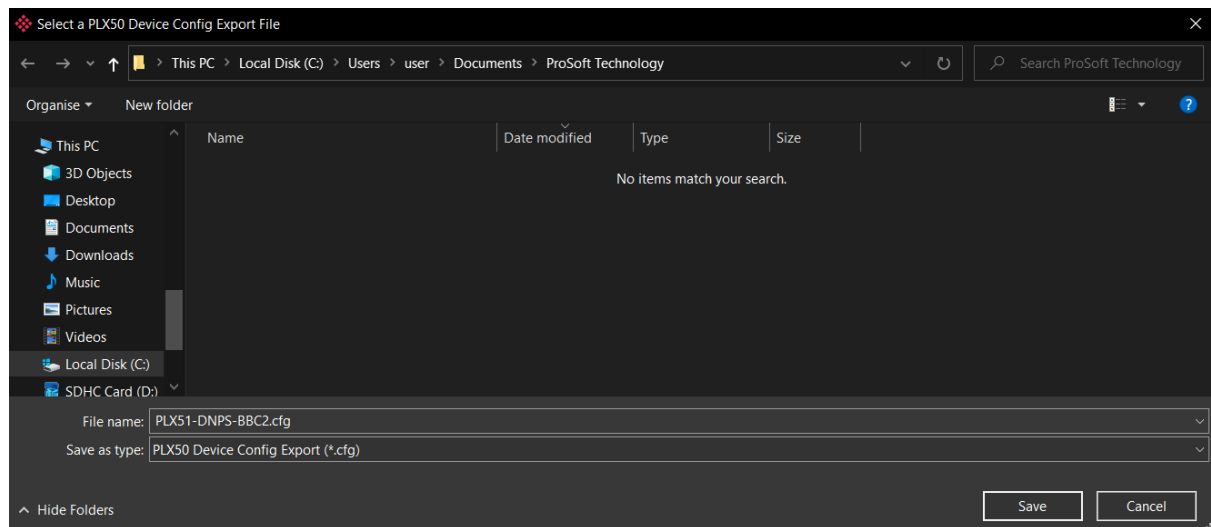 Select a PLX50 Device Config Export File
This PC > Local Disk (C:) > Users > user > Documents > ProSoft Technology
Search ProSoft Technology
Organise
New folder
Name
Date modified
Type
Size
No items match your search.
This PC
3D Objects
Desktop
Documents
Downloads
Music
Pictures
Videos
Local Disk (C:)
SDHC Card (D:)
File name: PLX51-DNPS-BBC2.cfg
Save as type: PLX50 Device Config Export (*.cfg)
Hide Folders
Save
Cancel